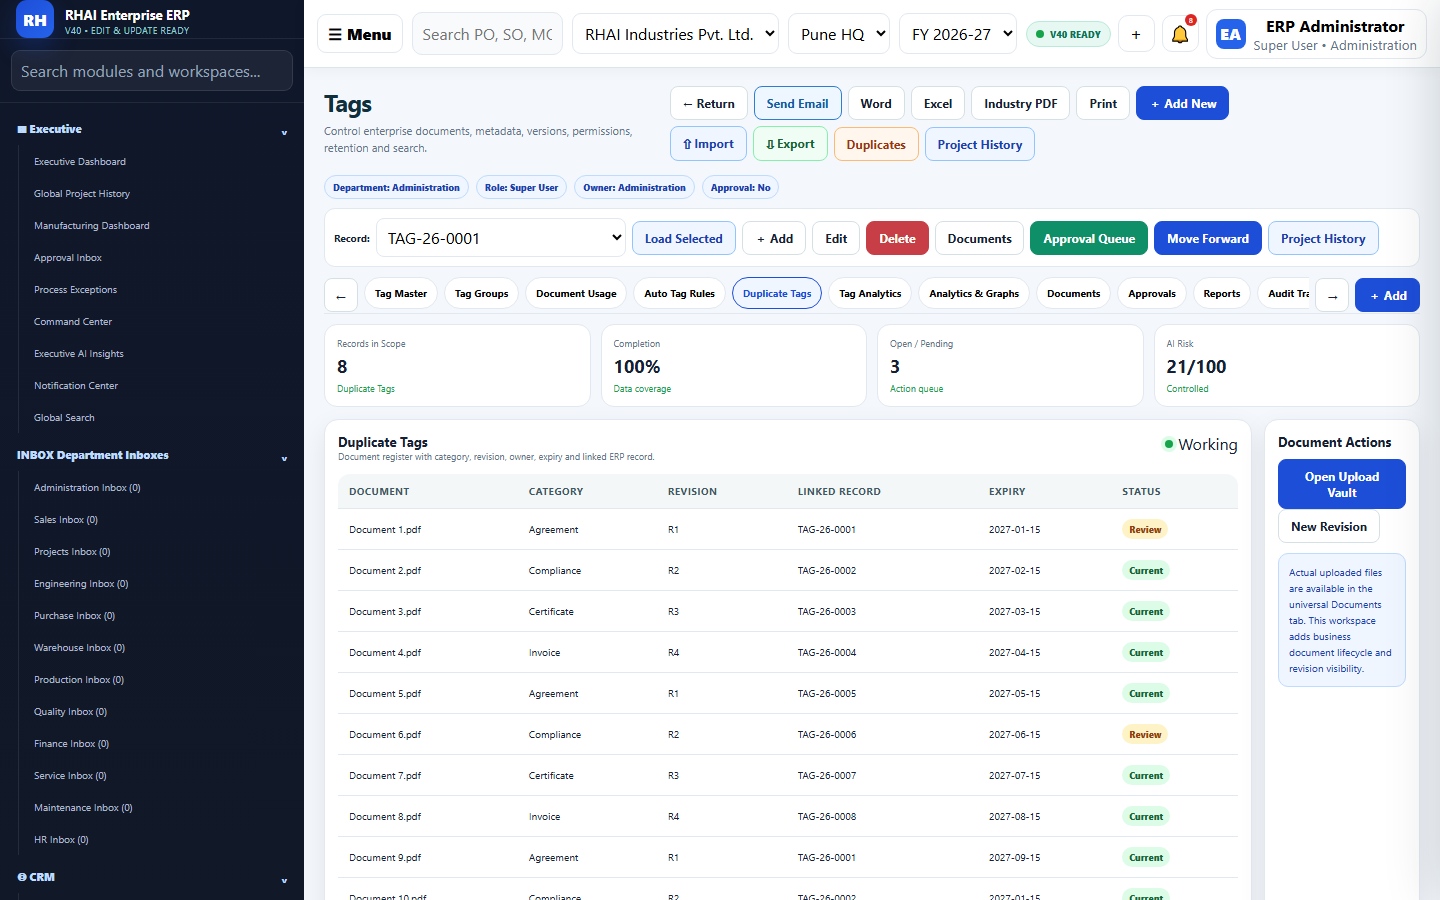 RH
RHAI Enterprise ERP
V40 • EDIT & UPDATE READY
Search modules and workspaces...
Executive
Executive Dashboard
Global Project History
Manufacturing Dashboard
Approval Inbox
Process Exceptions
Command Center
Executive AI Insights
Notification Center
Global Search
INBOX Department Inboxes
Administration Inbox (0)
Sales Inbox (0)
Projects Inbox (0)
Engineering Inbox (0)
Purchase Inbox (0)
Warehouse Inbox (0)
Production Inbox (0)
Quality Inbox (0)
Finance Inbox (0)
Service Inbox (0)
Maintenance Inbox (0)
HR Inbox (0)
CRM
☰ Menu
Search PO, SO, MO
RHAI Industries Pvt. Ltd.
Pune HQ
FY 2026-27
V40 READY
+
8
EA
ERP Administrator
Super User • Administration
Tags
Control enterprise documents, metadata, versions, permissions,
retention and search.
← Return
Send Email
Word
Excel
Industry PDF
Print
+ Add New
⇧ Import
⇩ Export
Duplicates
Project History
Department: Administration
Role: Super User
Owner: Administration
Approval: No
Record:
TAG-26-0001
Load Selected
+ Add
Edit
Delete
Documents
Approval Queue
Move Forward
Project History
←
Tag Master
Tag Groups
Document Usage
Auto Tag Rules
Duplicate Tags
Tag Analytics
Analytics & Graphs
Documents
Approvals
Reports
Audit Tra
→
+ Add
Records in Scope
8
Duplicate Tags
Completion
100%
Data coverage
Open / Pending
3
Action queue
AI Risk
21/100
Controlled
Duplicate Tags
Document register with category, revision, owner, expiry and linked ERP record.
Working
DOCUMENT CATEGORY REVISION LINKED RECORD EXPIRY STATUS
Document 1.pdf Agreement R1 TAG-26-0001 2027-01-15 Review
Document 2.pdf Compliance R2 TAG-26-0002 2027-02-15 Current
Document 3.pdf Certificate R3 TAG-26-0003 2027-03-15 Current
Document 4.pdf Invoice R4 TAG-26-0004 2027-04-15 Current
Document 5.pdf Agreement R1 TAG-26-0005 2027-05-15 Current
Document 6.pdf Compliance R2 TAG-26-0006 2027-06-15 Review
Document 7.pdf Certificate R3 TAG-26-0007 2027-07-15 Current
Document 8.pdf Invoice R4 TAG-26-0008 2027-08-15 Current
Document 9.pdf Agreement R1 TAG-26-0001 2027-09-15 Current
Document 10.pdf Compliance R2 TAG-26-0002 2027-01-15 Current
Document Actions
Open Upload
Vault
New Revision
Actual uploaded files
are available in the
universal Documents
tab. This workspace
adds business
document lifecycle and
revision visibility.